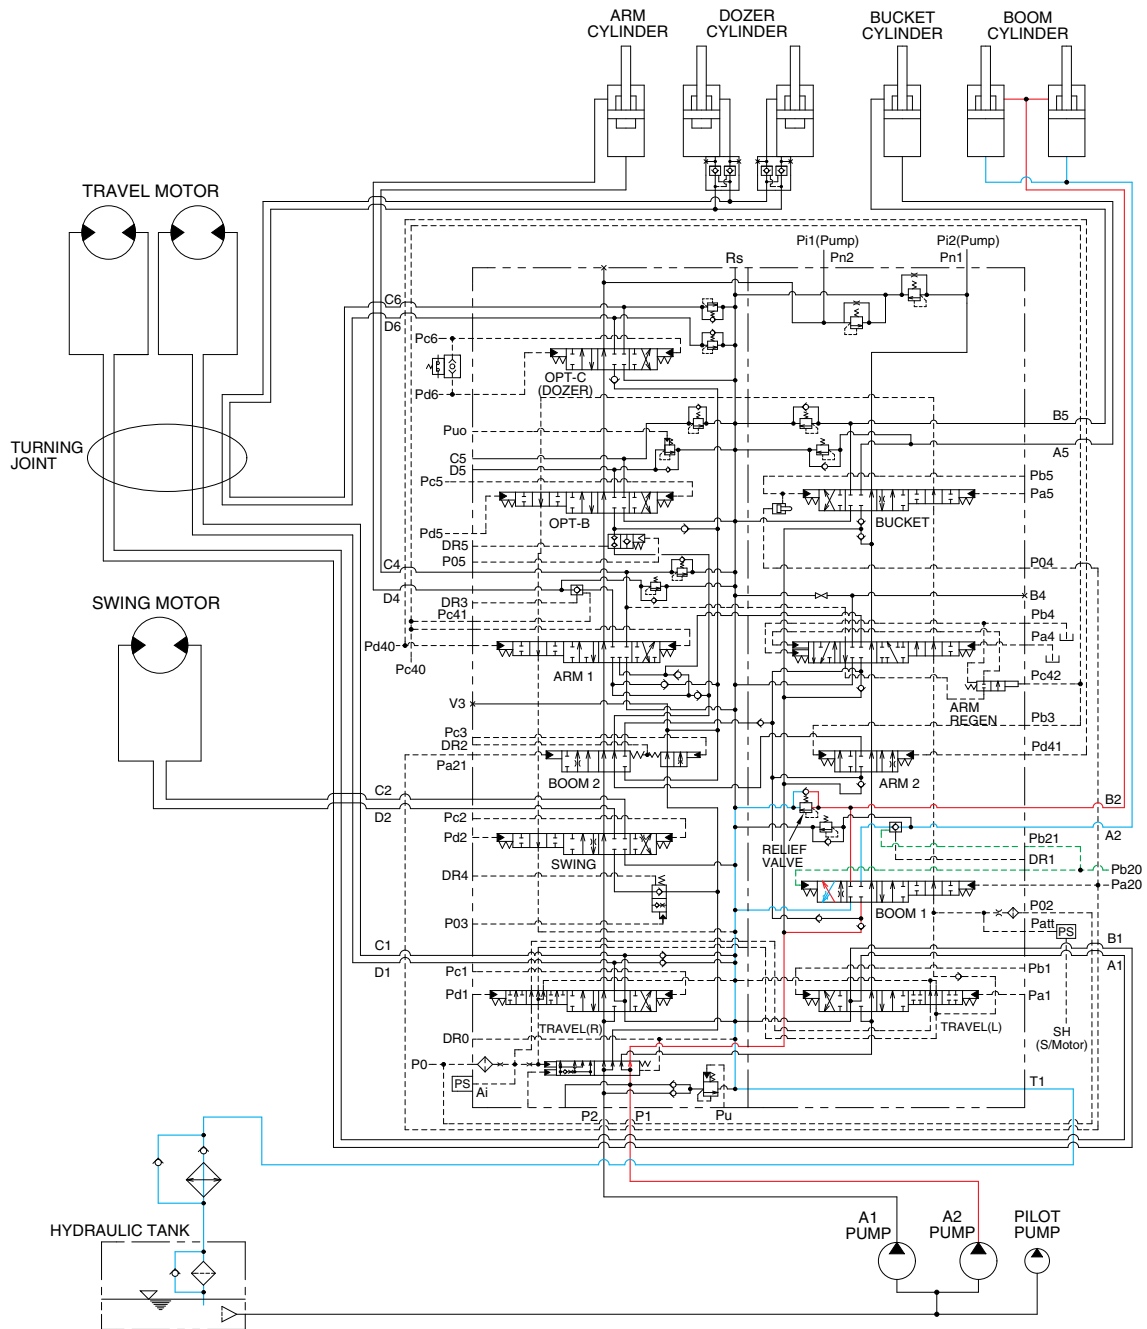 ARM
CYLINDER
DOZER
CYLINDER
BUCKET
CYLINDER
BOOM
CYLINDER
TRAVEL MOTOR
Pi1(Pump)
Pi2(Pump)
Rs
Pn2
Pn1
C6
D6
Pc6
OPT-C
(DOZER)
Pd6
TURNING
JOINT
Puo
B5
C5
A5
D5
Pc5
Pb5
Pa5
Pd5
OPT-B
BUCKET
DR5
P05
P04
C4
D4
B4
SWING MOTOR
DR3
Pc41
Pb4
Pd40
Pa4
Pc40
ARM 1
Pc42
V3
ARM
REGEN
Pb3
Pc3
DR2
Pd41
Pa21
BOOM 2
ARM 2
C2
B2
D2
Pc2
A2
Pd2
RELIEF
VALVE
Pb21
SWING
DR1
DR4
Pb20
Pa20
BOOM 1
P02
P03
Patt
PS
C1
B1
D1
A1
Pc1
Pb1
Pd1
Pa1
TRAVEL(R)
TRAVEL(L)
SH
(S/Motor)
DR0
P0
PS
Ai
T1
P2
P1
Pu
HYDRAULIC TANK
A1
PUMP
A2
PUMP
PILOT
PUMP